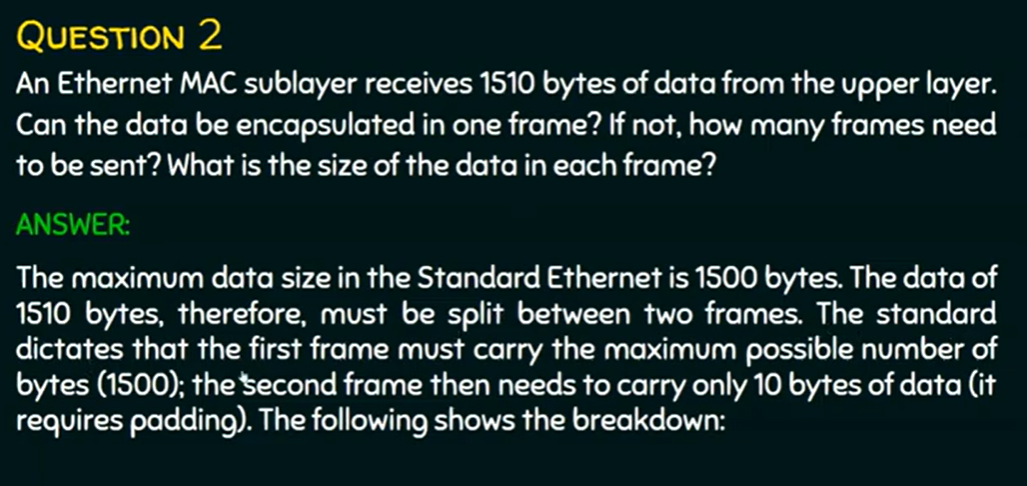 QUESTION 2
An Ethernet MAC sublayer receives 1510 bytes of data from the upper layer.
Can the data be encapsulated in one frame? If not, how many frames need
to be sent? What is the size of the data in each frame?
ANSWER:
The maximum data size in the Standard Ethernet is 1500 bytes. The data of
1510 bytes, therefore, must be split between two frames. The standard
dictates that the first frame must carry the maximum possible number of
bytes (1500); the second frame then needs to carry only 10 bytes of data (it
requires padding). The following shows the breakdown: